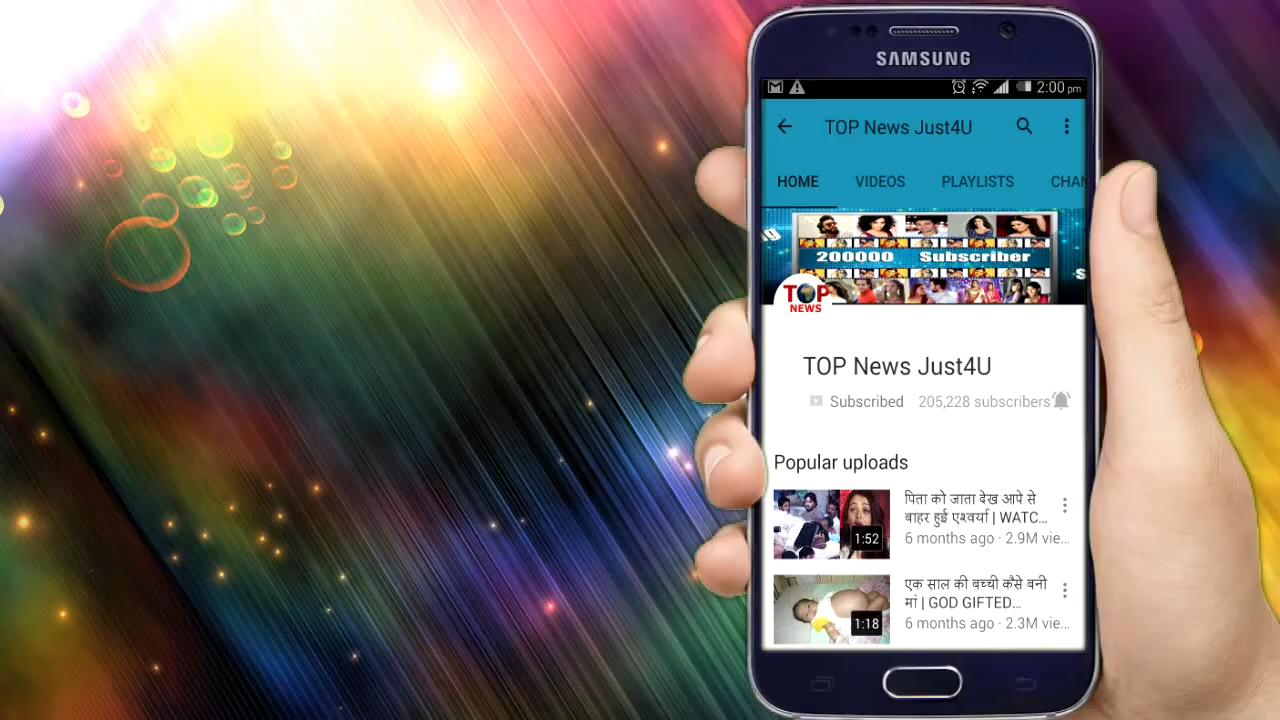 SAMSUNG
2:00 pm
TOP News Just4U
HOME VIDEOS PLAYLISTS CHAN
200000 Subscriber
TOP
NEWS
TOP News Just4U
Subscribed 205,228 subscribers
Popular uploads
पिता को जाता देख आपे से
बाहर हुई एश्वर्या | WATC...
6 months ago · 2.9M vie...
1:52
एक साल की बच्ची कैसे बनी
मां | GOD GIFTED...
6 months ago · 2.3M vie...
1:18